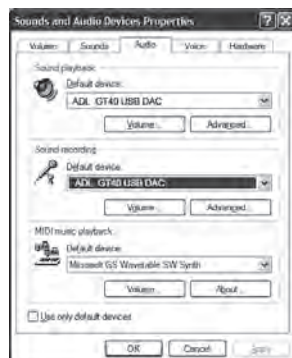 Sounds and Audio Devices Properties
Volume Sounds Audio Voice Hardware
Sound playback
Default device:
ADL GT40 USB DAC
Volume... Advanced...
Sound recording
Default device:
ADL GT40 USB DAC
Volume... Advanced...
MIDI music playback
Default device:
Microsoft GS Wavetable SW Synth
Volume... About...
Use only default devices
OK Cancel Apply